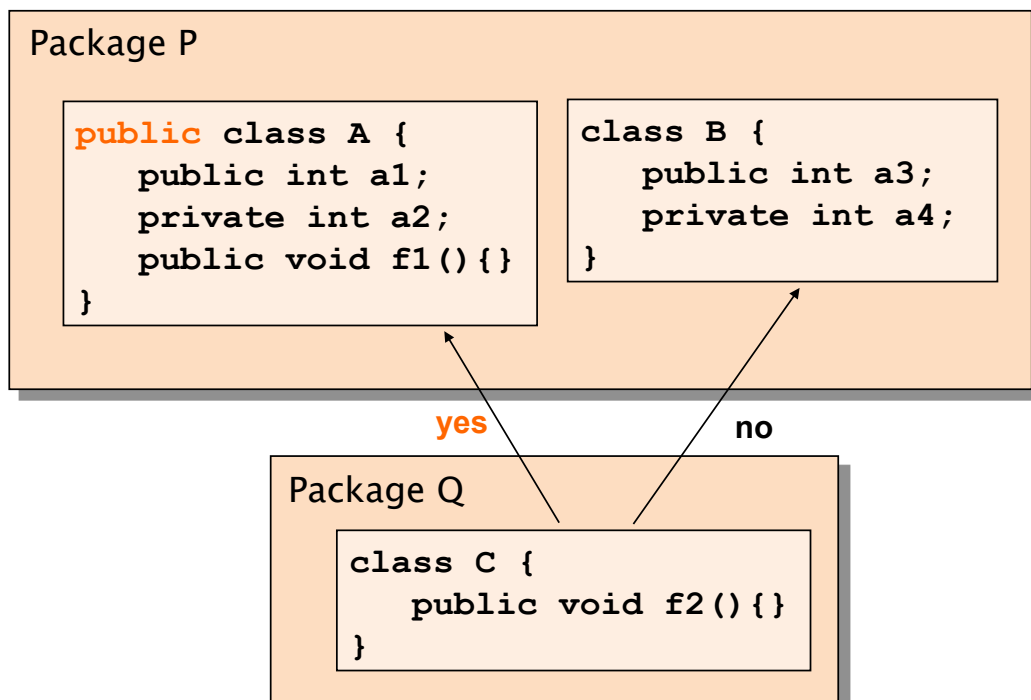 Package P
public class A {
public int a1;
private int a2;
public void f1(){}
}
class B {
public int a3;
private int a4;
}
yes
no
Package Q
class C {
public void f2(){}
}